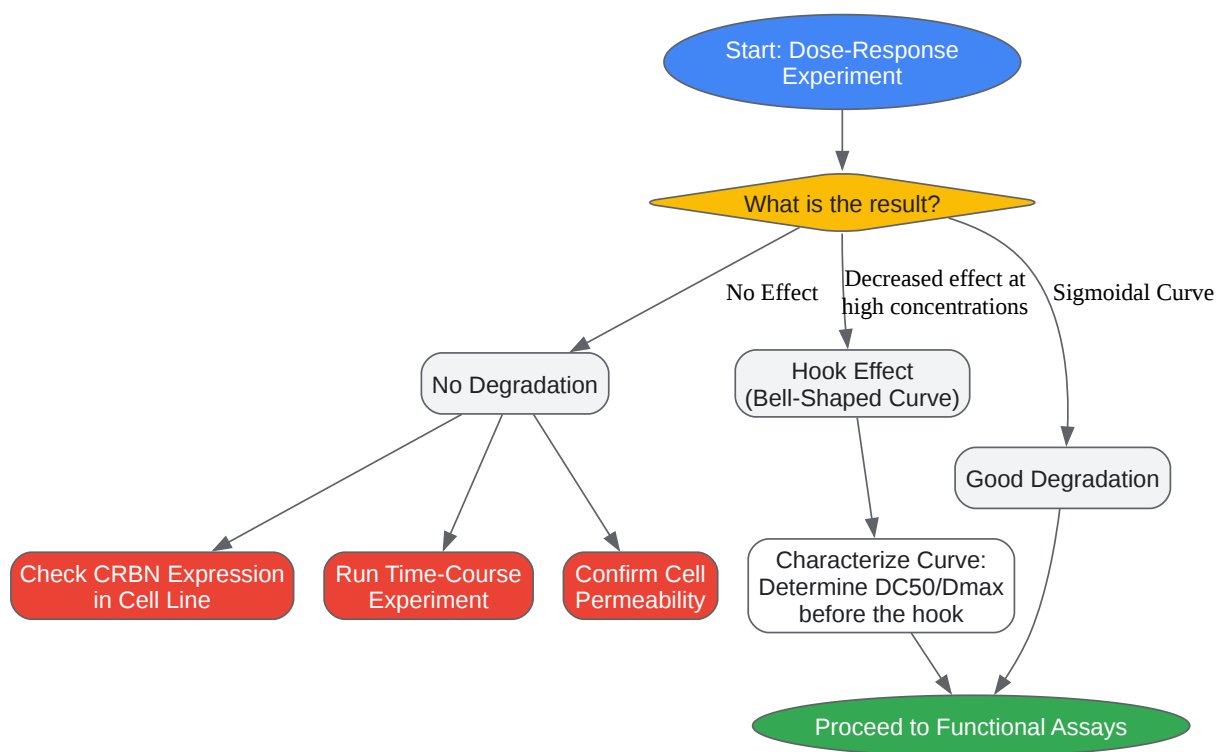 Start: Dose-Response
Experiment
What is the result?
No Effect
Decreased effect at
high concentrations
Sigmoidal Curve
No Degradation
Hook Effect
(Bell-Shaped Curve)
Good Degradation
Check CRBN Expression
in Cell Line
Run Time-Course
Experiment
Confirm Cell
Permeability
Characterize Curve:
Determine DC50/Dmax
before the hook
Proceed to Functional Assays